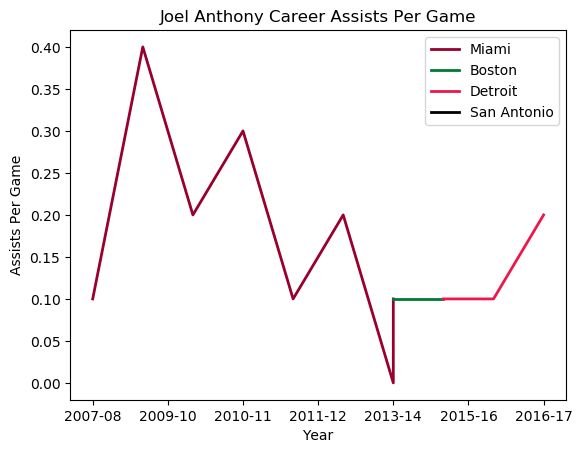 Joel Anthony Career Assists Per Game
Miami
Boston
Detroit
San Antonio
0.40
0.35
0.30
0.25
0.20
0.15
0.10
0.05
0.00
Assists Per Game
2007-08 2009-10 2010-11 2011-12 2013-14 2015-16 2016-17
Year